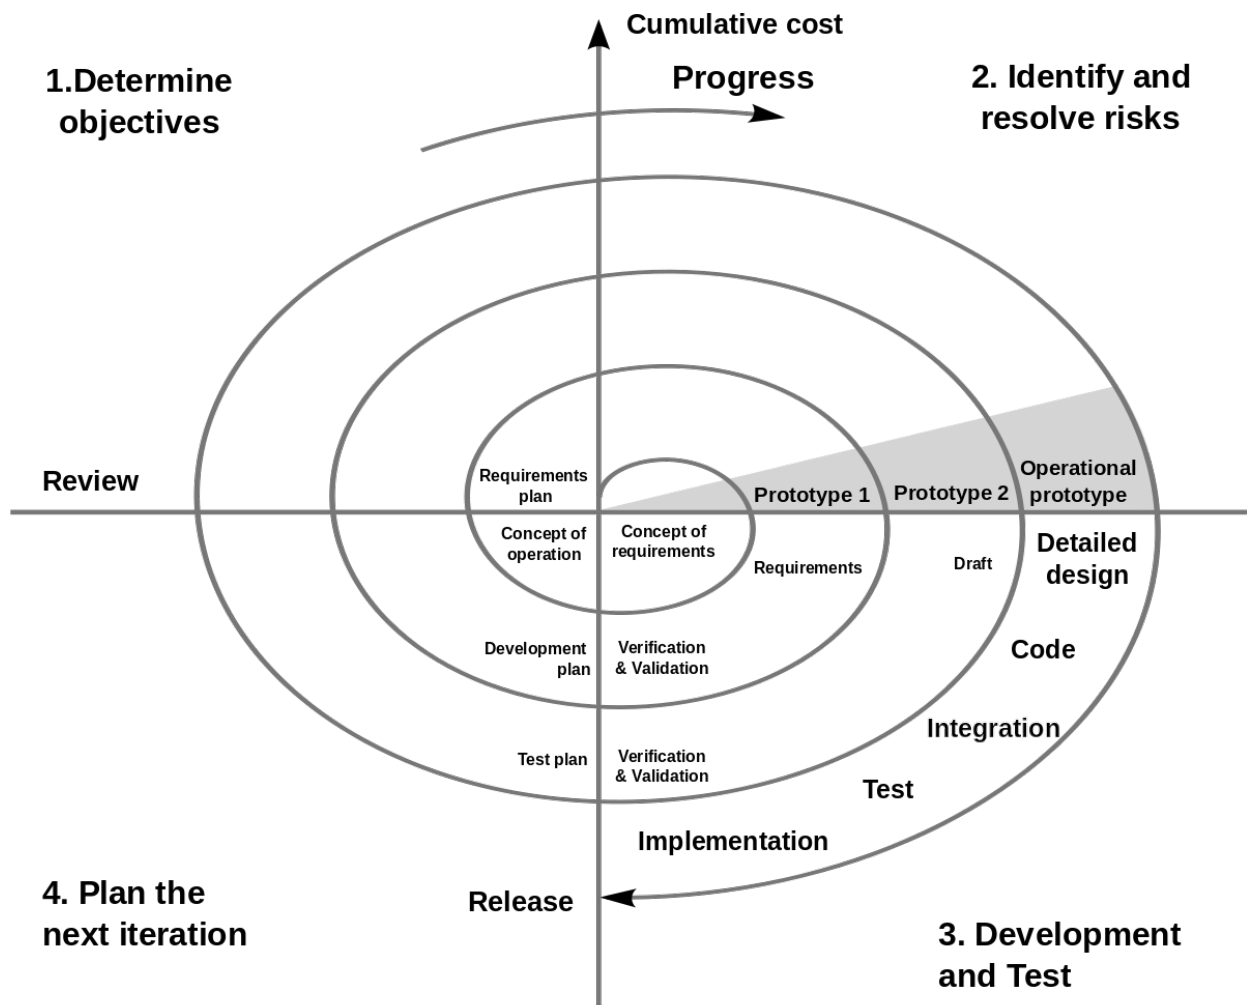 Cumulative cost
Progress
1.Determine
objectives
2. Identify and
resolve risks
Review
Requirements
plan
Prototype 1
Prototype 2
Operational
prototype
Concept of
operation
Concept of
requirements
Requirements
Draft
Detailed
design
Development
plan
Verification
& Validation
Code
Integration
Test plan
Verification
& Validation
Test
Implementation
Release
4. Plan the
next iteration
3. Development
and Test